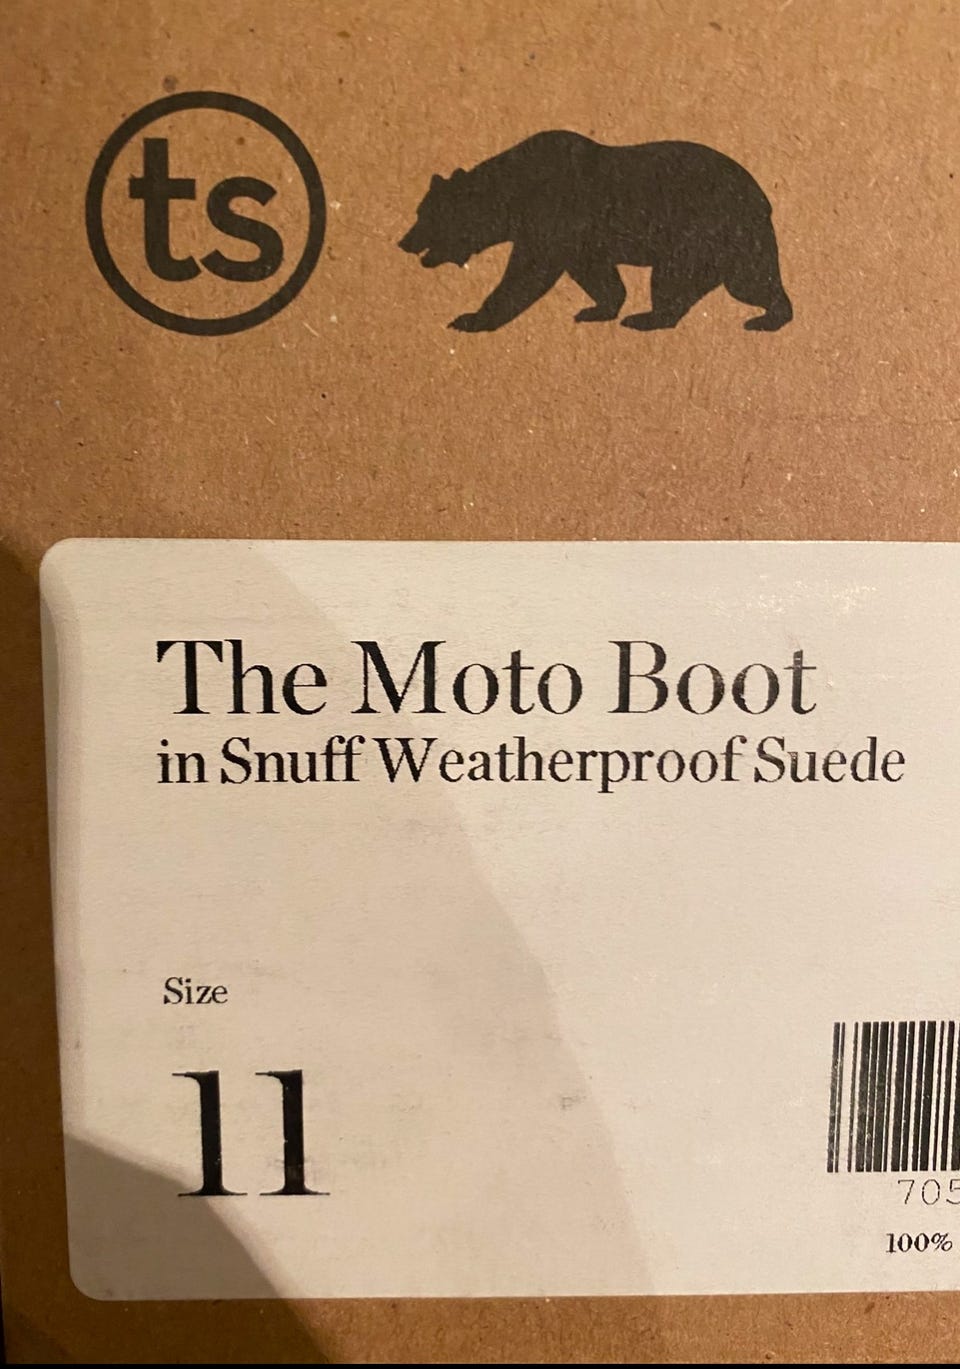 ts
The Moto Boot
in Snuff Weatherproof Suede
Size
11
705
100%